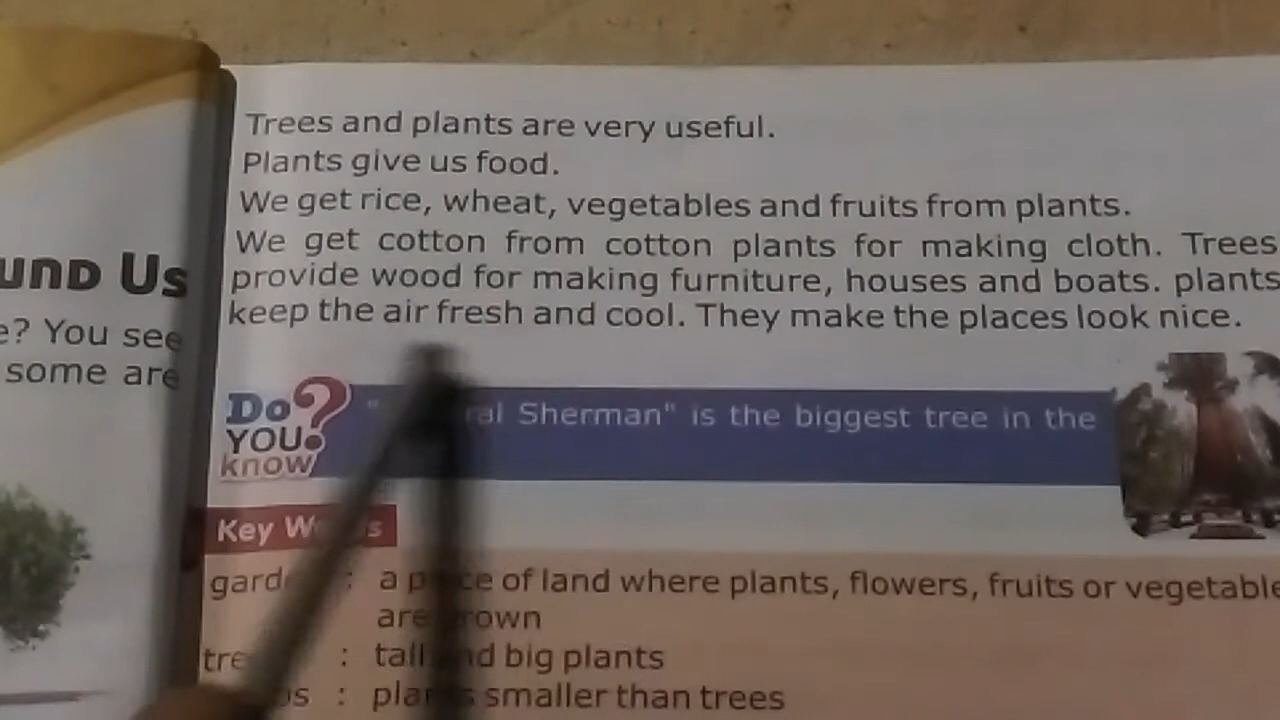 Trees and plants are very useful.
Plants give us food.
We get rice, wheat, vegetables and fruits from plants.
We get cotton from cotton plants for making cloth. Trees
provide wood for making furniture, houses and boats. plants
keep the air fresh and cool. They make the places look nice.
und Us
e? You see
some are
Do
YOU?
know
Sherman" is the biggest tree in the
Key
: a piece of land where plants, flowers, fruits or vegetable
are grown
: tall and big plants
: plants smaller than trees